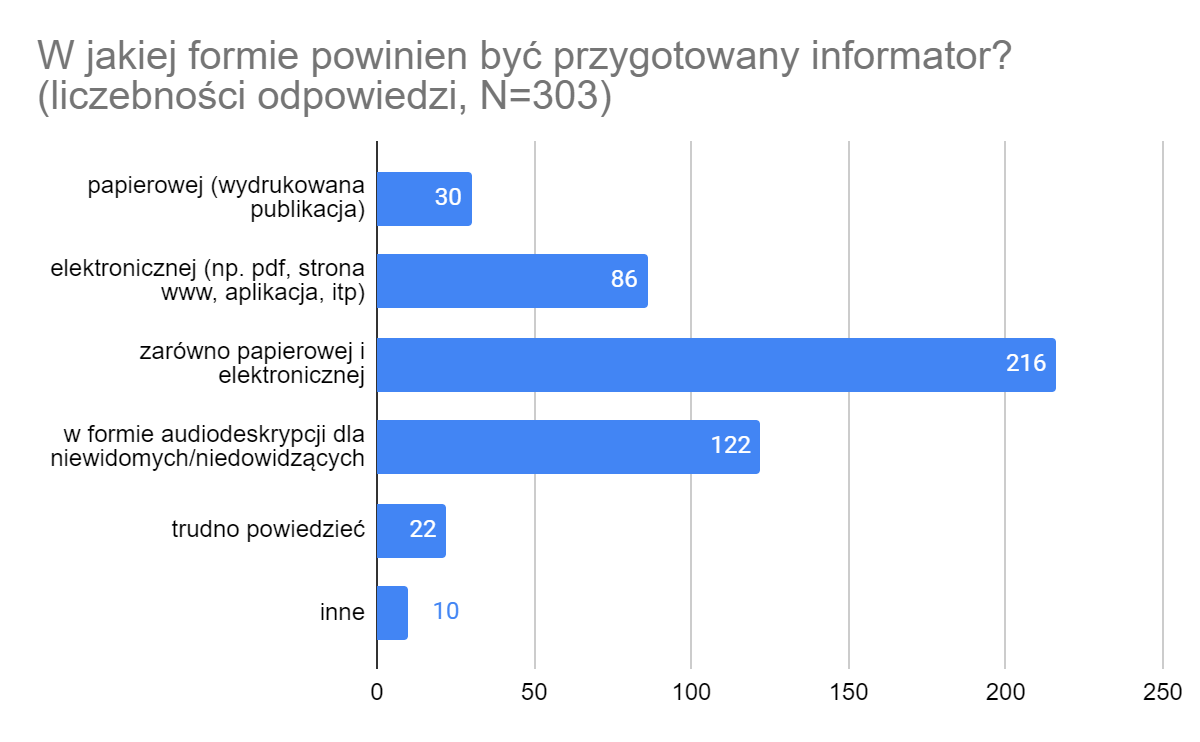 W jakiej formie powinien być przygotowany informator?
(liczebności odpowiedzi, N=303)
papierowej (wydrukowana
publikacja)
30
elektronicznej (np. pdf, strona
www, aplikacja, itp)
86
zarówno papierowej i
elektronicznej
216
w formie audiodeskrypcji dla
niewidomych/niedowidzących
122
trudno powiedzieć
22
inne
10
0
50
100
150
200
250